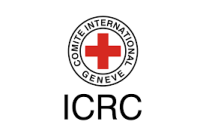 COMITE INTERNATIONAL
GENEVE
ICRC